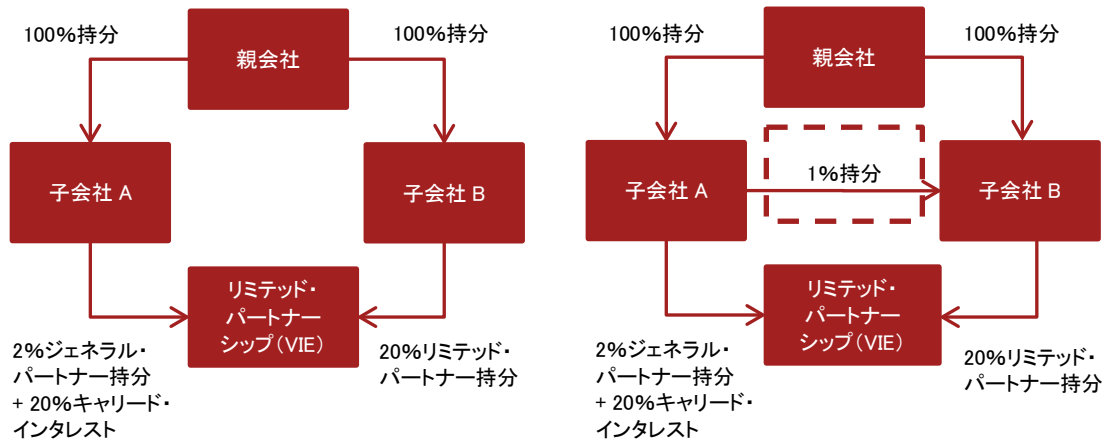 100%持分
100%持分
親会社
子会社 A
子会社 B
リミテッド・
パートナー
シップ(VIE)
2%ジェネラル・
パートナー持分
+ 20%キャリード・
インタレスト
20%リミテッド・
パートナー持分
100%持分
100%持分
親会社
1%持分
子会社 A
子会社 B
リミテッド・
パートナー
シップ(VIE)
2%ジェネラル・
パートナー持分
+ 20%キャリード・
インタレスト
20%リミテッド・
パートナー持分